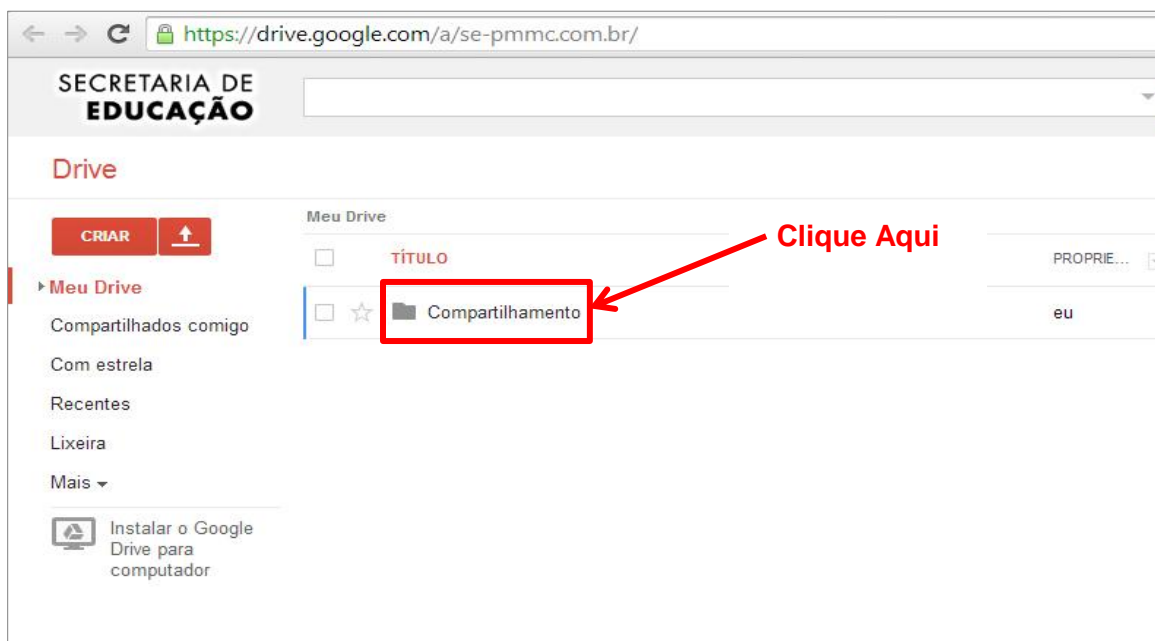 https://drive.google.com/a/se-pmmc.com.br/
SECRETARIA DE
EDUCAÇÃO
Drive
CRIAR
Meu Drive
Compartilhados comigo
Com estrela
Recentes
Lixeira
Mais
Instalar o Google
Drive para
computador
Meu Drive
Clique Aqui
TÍTULO
PROPRIE...
Compartilhamento
eu